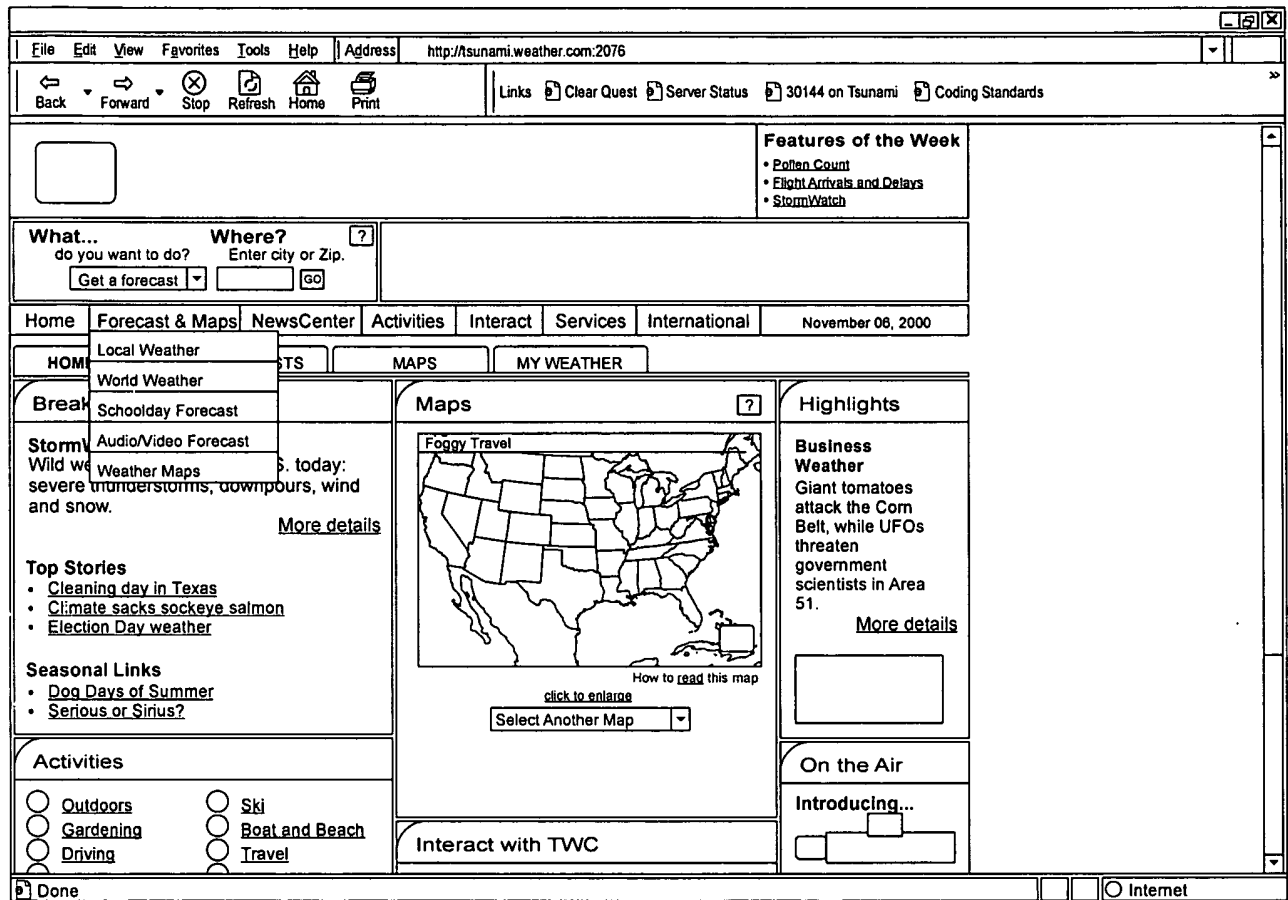 File Edit View Favorites Tools Help Address http://tsunami.weather.com:2076
Back Forward Stop Refresh Home Print Links Clear Quest Server Status 30144 on Tsunami Coding Standards »
Features of the Week
• Pollen Count
• Flight Arrivals and Delays
• StormWatch
What... Where? ?
do you want to do? Enter city or Zip.
Get a forecast GO
Home Forecast & Maps NewsCenter Activities Interact Services International November 06, 2000
Local Weather
World Weather
Schoolday Forecast
Audio/Video Forecast
Weather Maps
HOM STS MAPS MY WEATHER
Break
StormW
Wild we S. today:
severe thunderstorms, downpours, wind
and snow.
More details
Top Stories
• Cleaning day in Texas
• Climate sacks sockeye salmon
• Election Day weather
Seasonal Links
• Dog Days of Summer
• Serious or Sirius?
Activities
Outdoors Ski
Gardening Boat and Beach
Driving Travel
Maps ?
Foggy Travel
How to read this map
click to enlarge
Select Another Map
Interact with TWC
Highlights
Business
Weather
Giant tomatoes
attack the Corn
Belt, while UFOs
threaten
government
scientists in Area
51.
More details
On the Air
Introducing...
Done Internet